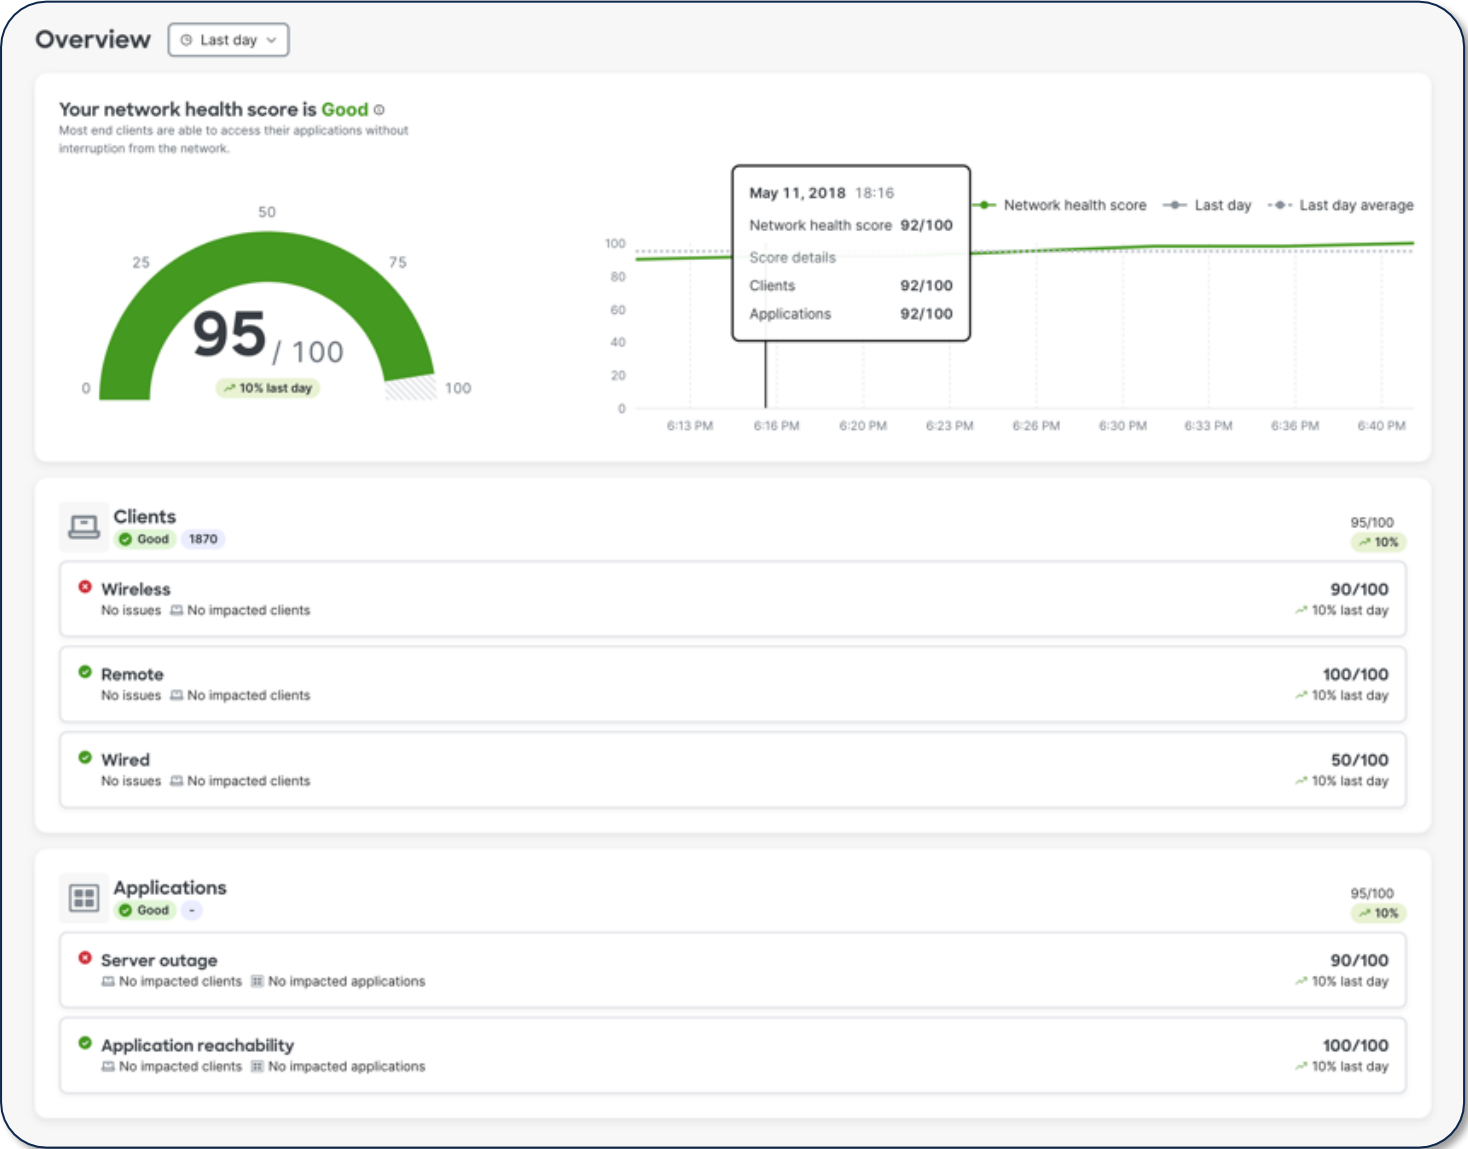 Overview
Last day
Your network health score is Good
Most end clients are able to access their applications without
interruption from the network.
0
25
50
75
100
95 / 100
10% last day
May 11, 2018 18:16
Network health score 92/100
Score details
Clients 92/100
Applications 92/100
Network health score
Last day
Last day average
100
80
60
40
20
0
6:13 PM
6:16 PM
6:20 PM
6:23 PM
6:26 PM
6:30 PM
6:33 PM
6:36 PM
6:40 PM
Clients
Good
1870
95/100
10%
Wireless
No issues No impacted clients
90/100
10% last day
Remote
No issues No impacted clients
100/100
10% last day
Wired
No issues No impacted clients
50/100
10% last day
Applications
Good
-
95/100
10%
Server outage
No impacted clients No impacted applications
90/100
10% last day
Application reachability
No impacted clients No impacted applications
100/100
10% last day